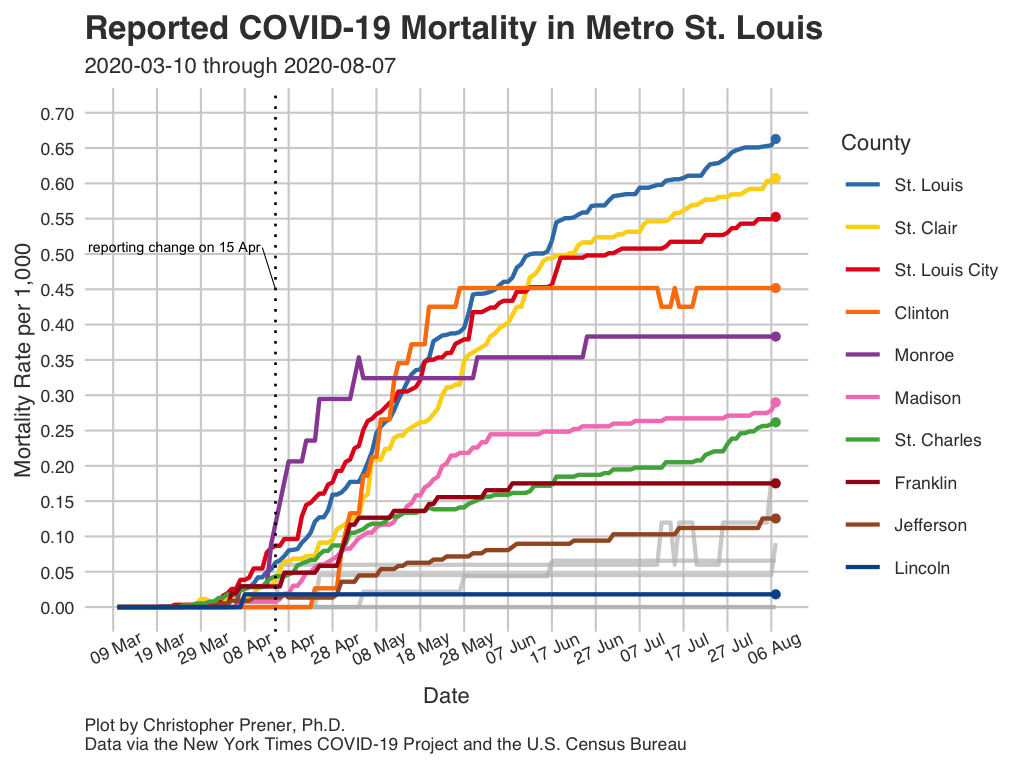 Reported COVID-19 Mortality in Metro St. Louis
2020-03-10 through 2020-08-07
Mortality Rate per 1,000
0.70
0.65
0.60
0.55
0.50
0.45
0.40
0.35
0.30
0.25
0.20
0.15
0.10
0.05
0.00
reporting change on 15 Apr
09 Mar
19 Mar
29 Mar
08 Apr
18 Apr
28 Apr
08 May
18 May
28 May
07 Jun
17 Jun
27 Jun
07 Jul
17 Jul
27 Jul
06 Aug
Date
County
St. Louis
St. Clair
St. Louis City
Clinton
Monroe
Madison
St. Charles
Franklin
Jefferson
Lincoln
Plot by Christopher Prener, Ph.D.
Data via the New York Times COVID-19 Project and the U.S. Census Bureau